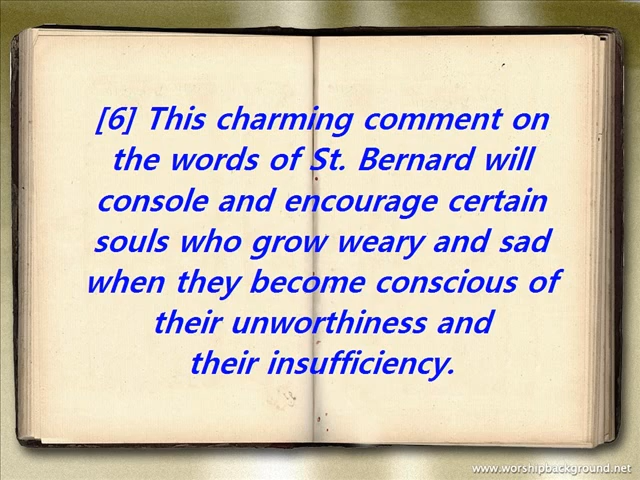 [6] This charming comment on
the words of St. Bernard will
console and encourage certain
souls who grow weary and sad
when they become conscious of
their unworthiness and
their insufficiency.
www.worshipbackground.net